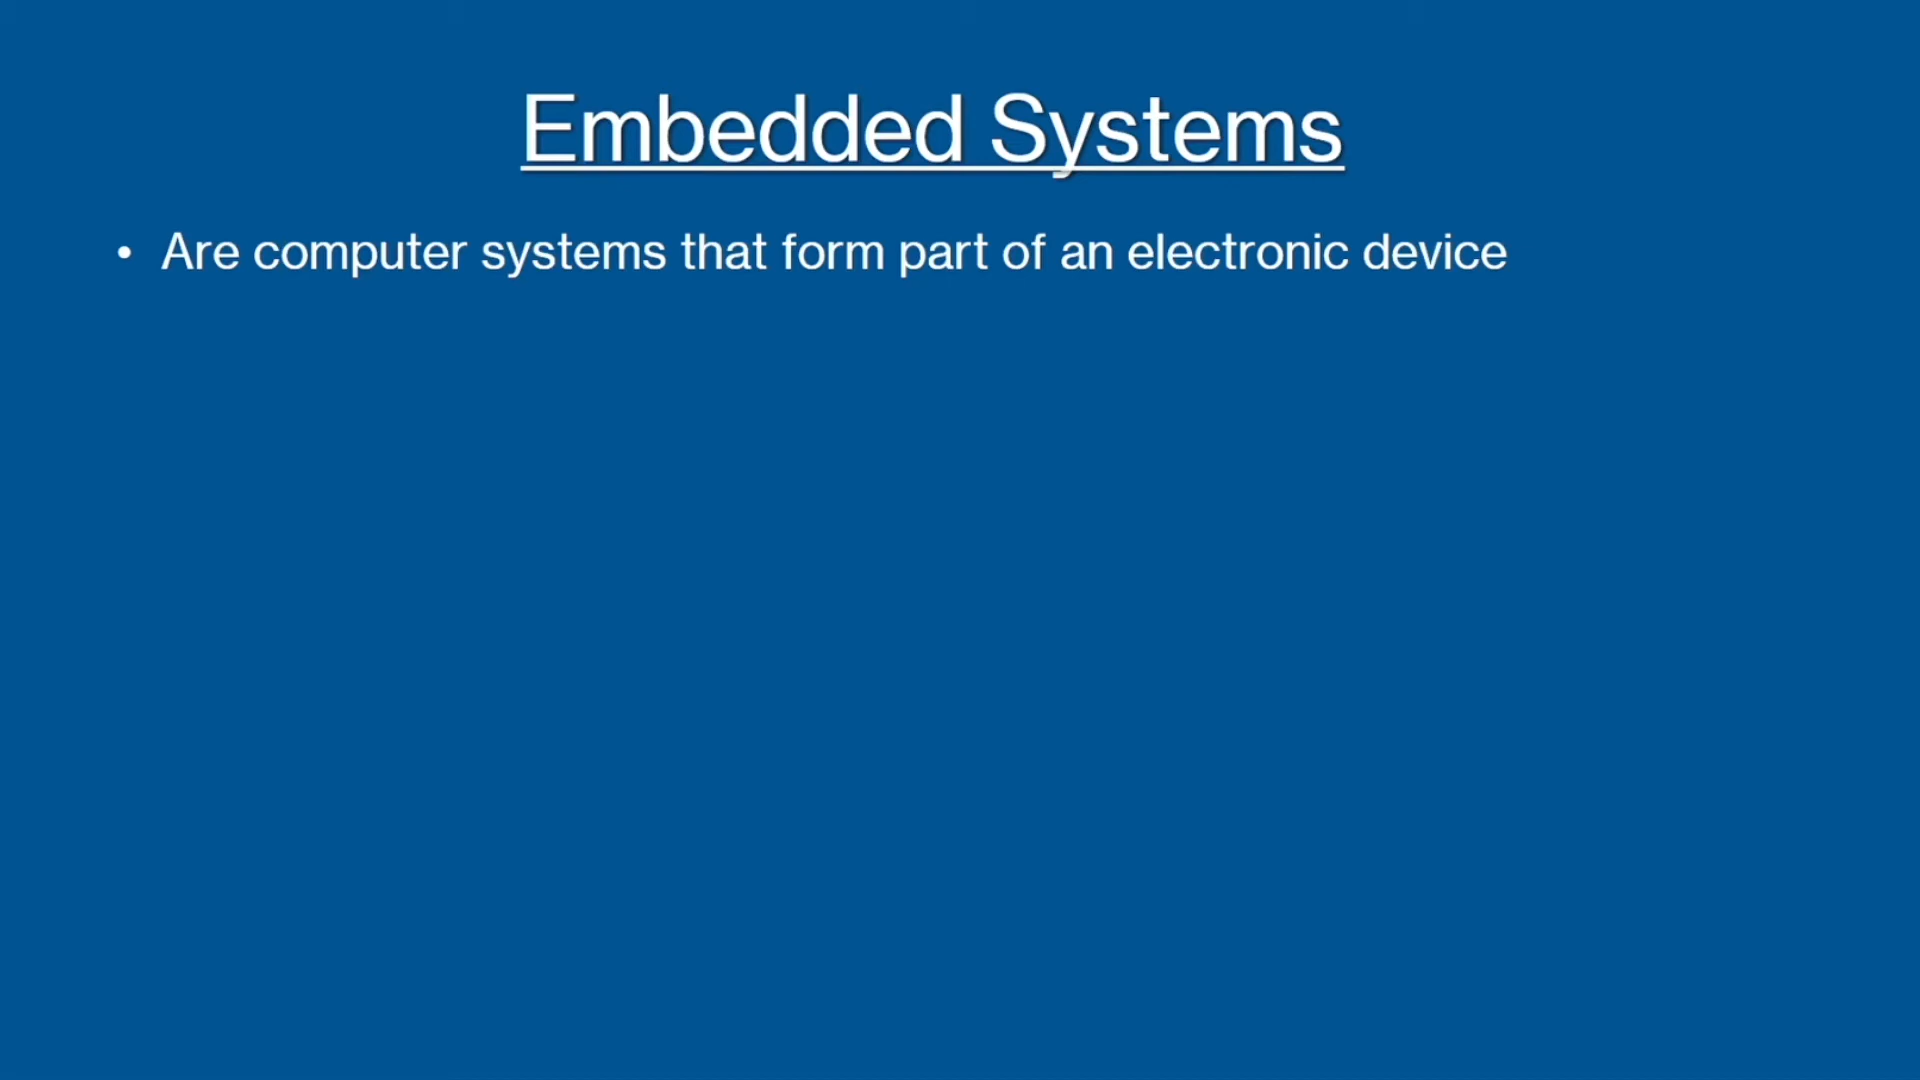 Embedded Systems
• Are computer systems that form part of an electronic device